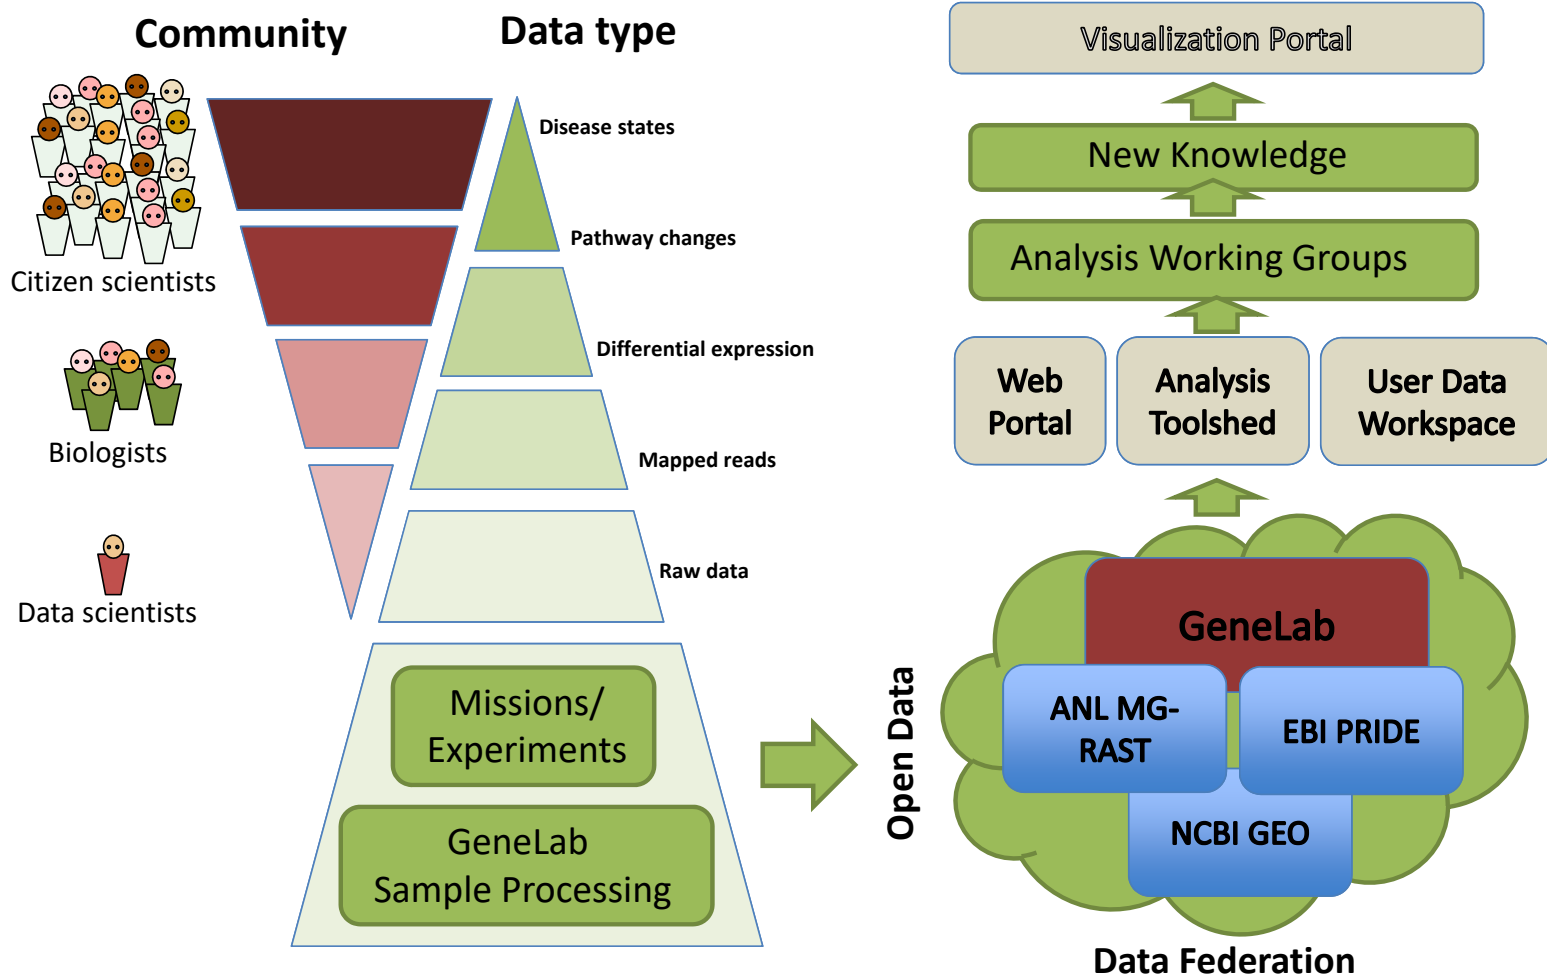 Community
Data type
Citizen scientists
Biologists
Data scientists
Disease states
Pathway changes
Differential expression
Mapped reads
Raw data
Missions/
Experiments
GeneLab
Sample Processing
Visualization Portal
New Knowledge
Analysis Working Groups
Web
Portal
Analysis
Toolshed
User Data
Workspace
Open Data
GeneLab
ANL MG-
RAST
EBI PRIDE
NCBI GEO
Data Federation